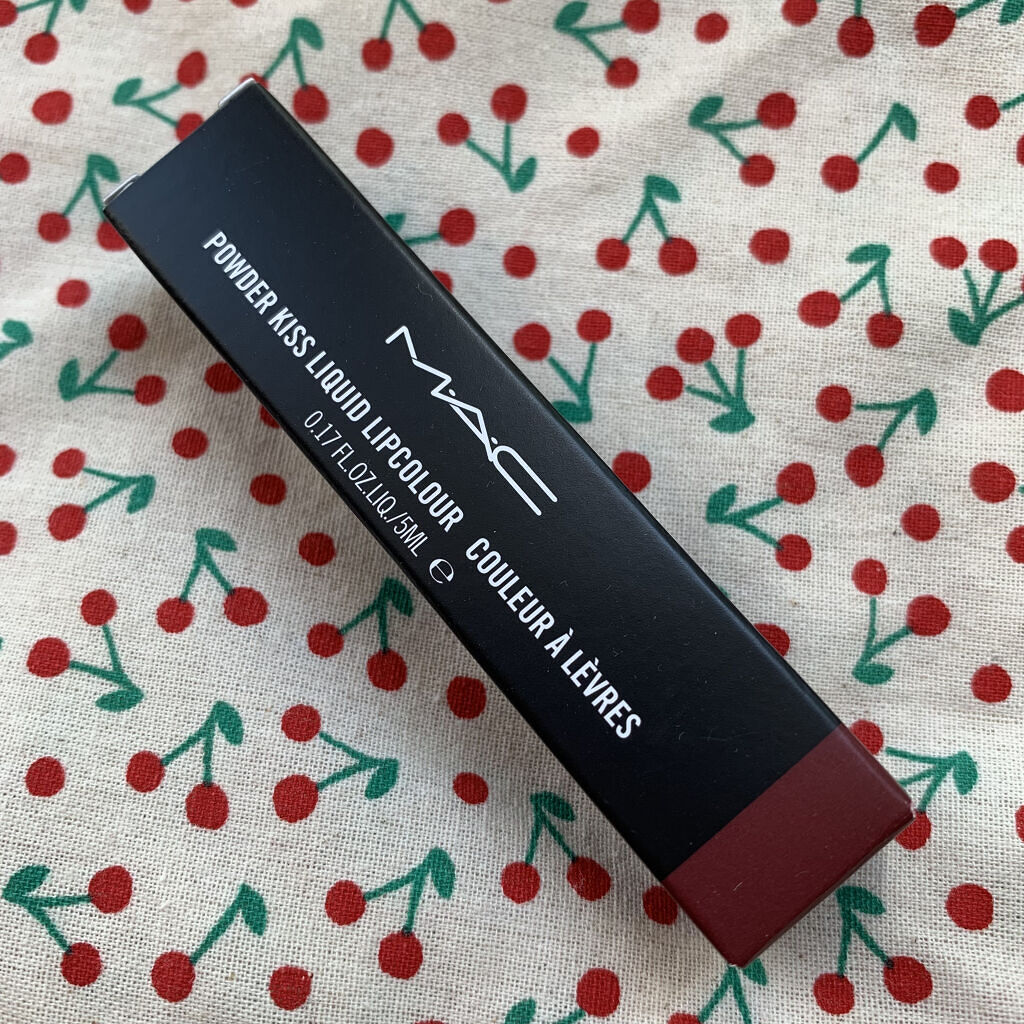 M·A·C
POWDER KISS LIQUID LIPCOLOUR COULEUR À LÈVRES
0.17 FL.OZ.LIQ./5ML ℮